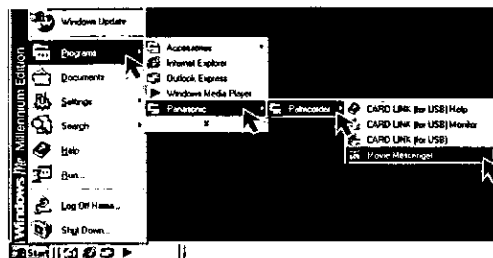 Windows Me Millennium Edition
Windows Update
Programs
Documents
Settings
Search
Help
Run...
Log Off Name...
Shut Down...
Start
Accessories
Internet Explorer
Outlook Express
Windows Media Player
Panasonic
Palmcorder
CARD LINK (for USB) Help
CARD LINK (for USB) Monitor
CARD LINK (for USB)
Movie Messenger